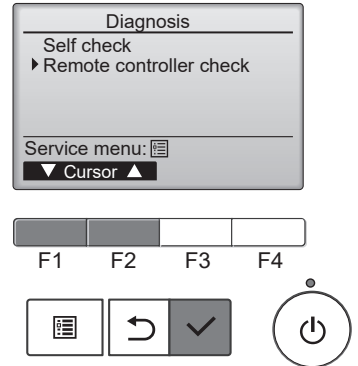 Diagnosis
Self check
Remote controller check
Service menu:
▼ Cursor ▲
F1 F2 F3 F4